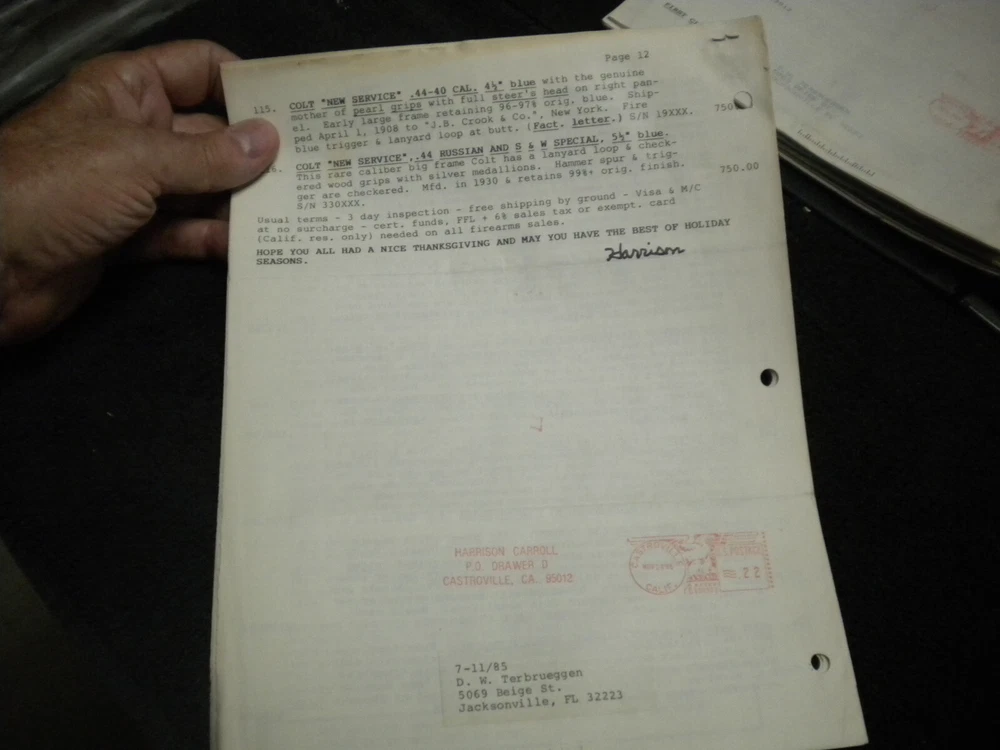 Page 12
115. COLT "NEW SERVICE" .44-40 CAL. 4½" blue with the genuine
mother of pearl grips with full steer's head on right pan-
el. Early large frame retaining 96-97% orig. blue. Ship-
ped April 1, 1908 to "J.B. Crook & Co.", New York. Fire
blue trigger & lanyard loop at butt. (Fact. letter.) S/N 19XXX. 750
COLT "NEW SERVICE", .44 RUSSIAN AND S & W SPECIAL, 5½" blue.
This rare caliber big frame Colt has a lanyard loop & check-
ered wood grips with silver medallions. Hammer spur & trig-
ger are checkered. Mfd. in 1930 & retains 99%+ orig. finish. 750.00
S/N 330XXX.
Usual terms - 3 day inspection - free shipping by ground - Visa & M/C
at no surcharge - cert. funds. FFL + 6% sales tax or exempt. card
(Calif. res. only) needed on all firearms sales.
HOPE YOU ALL HAD A NICE THANKSGIVING AND MAY YOU HAVE THE BEST OF HOLIDAY
SEASONS.
Harrison
HARRISON CARROLL
P.O. DRAWER D
CASTROVILLE, CA. 95012
CASTROVILLE
CALIF.
U.S. POSTAGE
.22
7-11/85
D. W. Terbrueggen
5069 Beige St.
Jacksonville, FL 32223